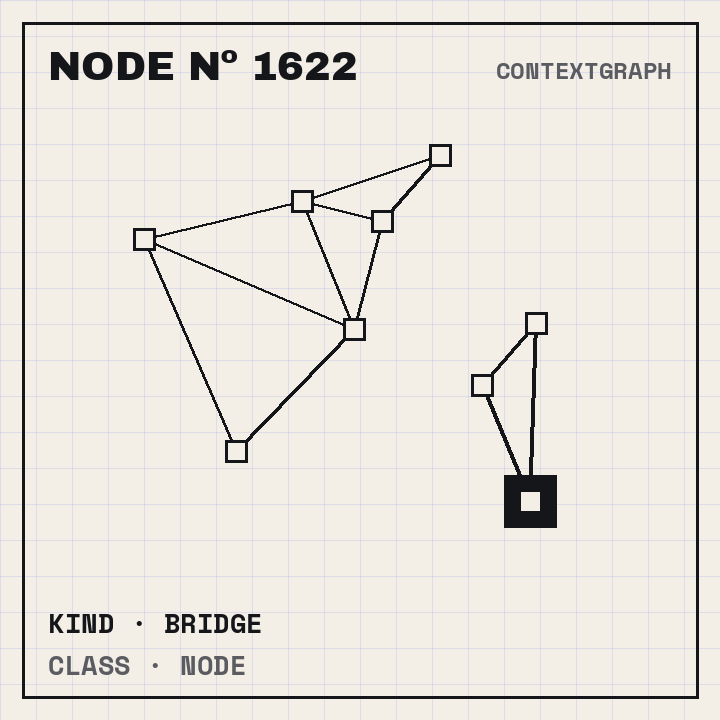 NODE Nº 1622
CONTEXTGRAPH
KIND · BRIDGE
CLASS · NODE